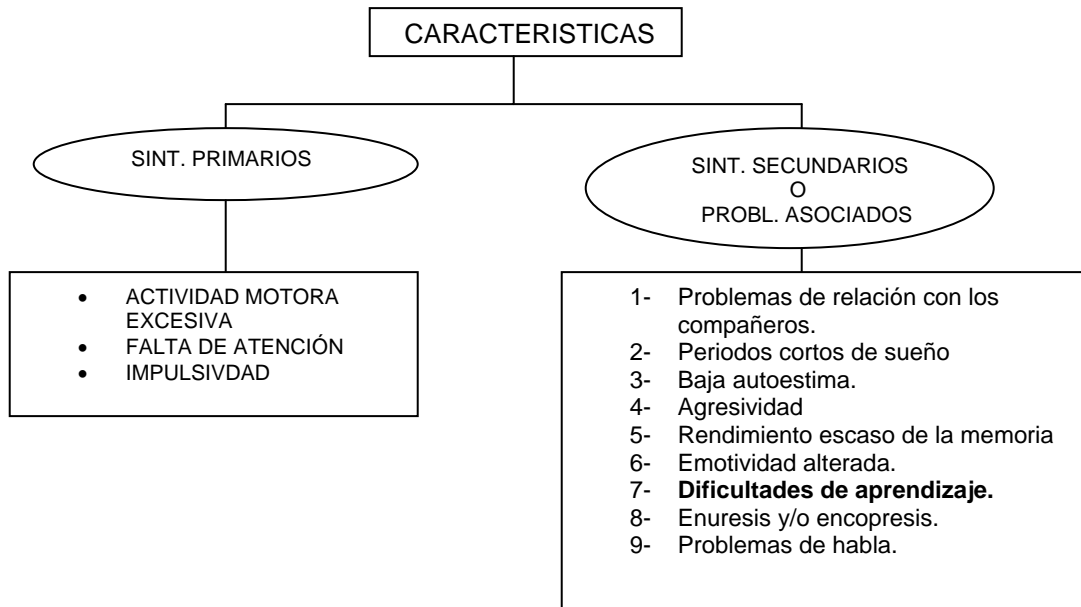 CARACTERISTICAS
SINT. PRIMARIOS
SINT. SECUNDARIOS
O
PROBL. ASOCIADOS
• ACTIVIDAD MOTORA
EXCESIVA
• FALTA DE ATENCIÓN
• IMPULSIVDAD
1- Problemas de relación con los
compañeros.
2- Periodos cortos de sueño
3- Baja autoestima.
4- Agresividad
5- Rendimiento escaso de la memoria
6- Emotividad alterada.
7- Dificultades de aprendizaje.
8- Enuresis y/o encopresis.
9- Problemas de habla.